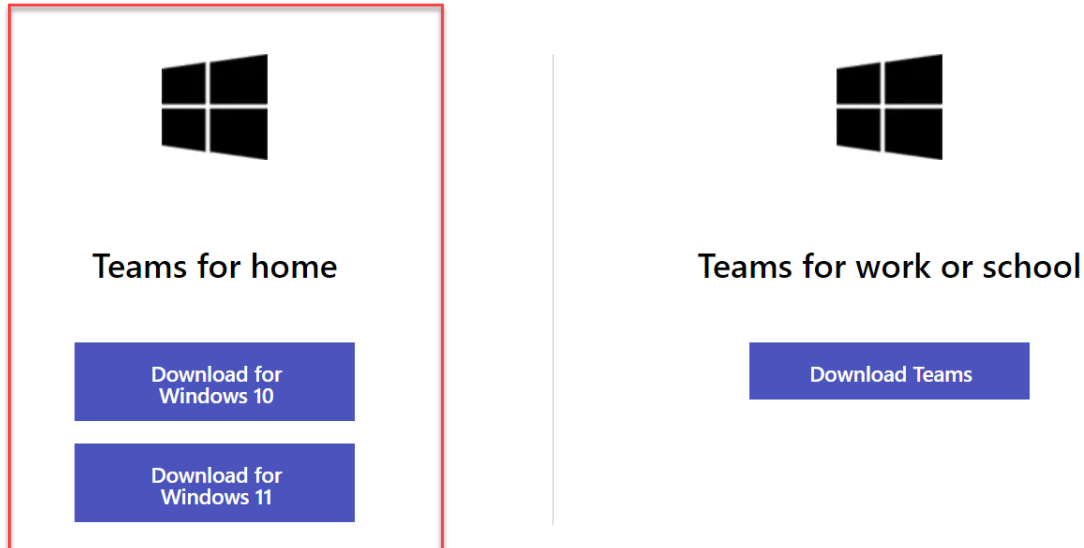 Teams for home
Download for
Windows 10
Download for
Windows 11
Teams for work or school
Download Teams